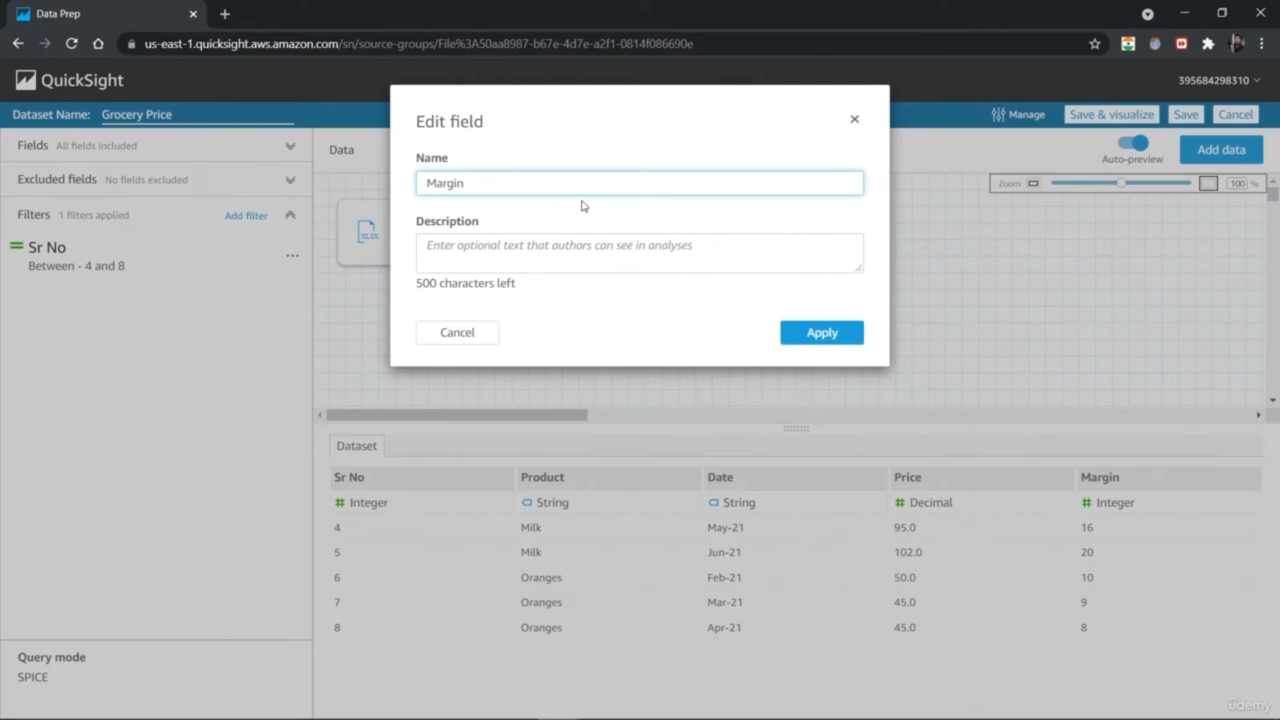 Data Prep
us-east-1.quicksight.aws.amazon.com/sn/source-groups/File%3A50aa8987-b67e-4d7e-a2f1-0814f086690e
QuickSight
395684298310
Dataset Name: Grocery Price
Manage
Save & visualize
Save
Cancel
Fields All fields included
Excluded fields No fields excluded
Filters 1 filters applied
Add filter
Sr No
Between - 4 and 8
Query mode
SPICE
Data
Auto-preview
Add data
Zoom
100 %
XLSX
Edit field
Name
Margin
Description
Enter optional text that authors can see in analyses
500 characters left
Cancel
Apply
Dataset
Sr No Product Date Price Margin
Integer String String Decimal Integer
4 Milk May-21 95.0 16
5 Milk Jun-21 102.0 20
6 Oranges Feb-21 50.0 10
7 Oranges Mar-21 45.0 9
8 Oranges Apr-21 45.0 8
Udemy